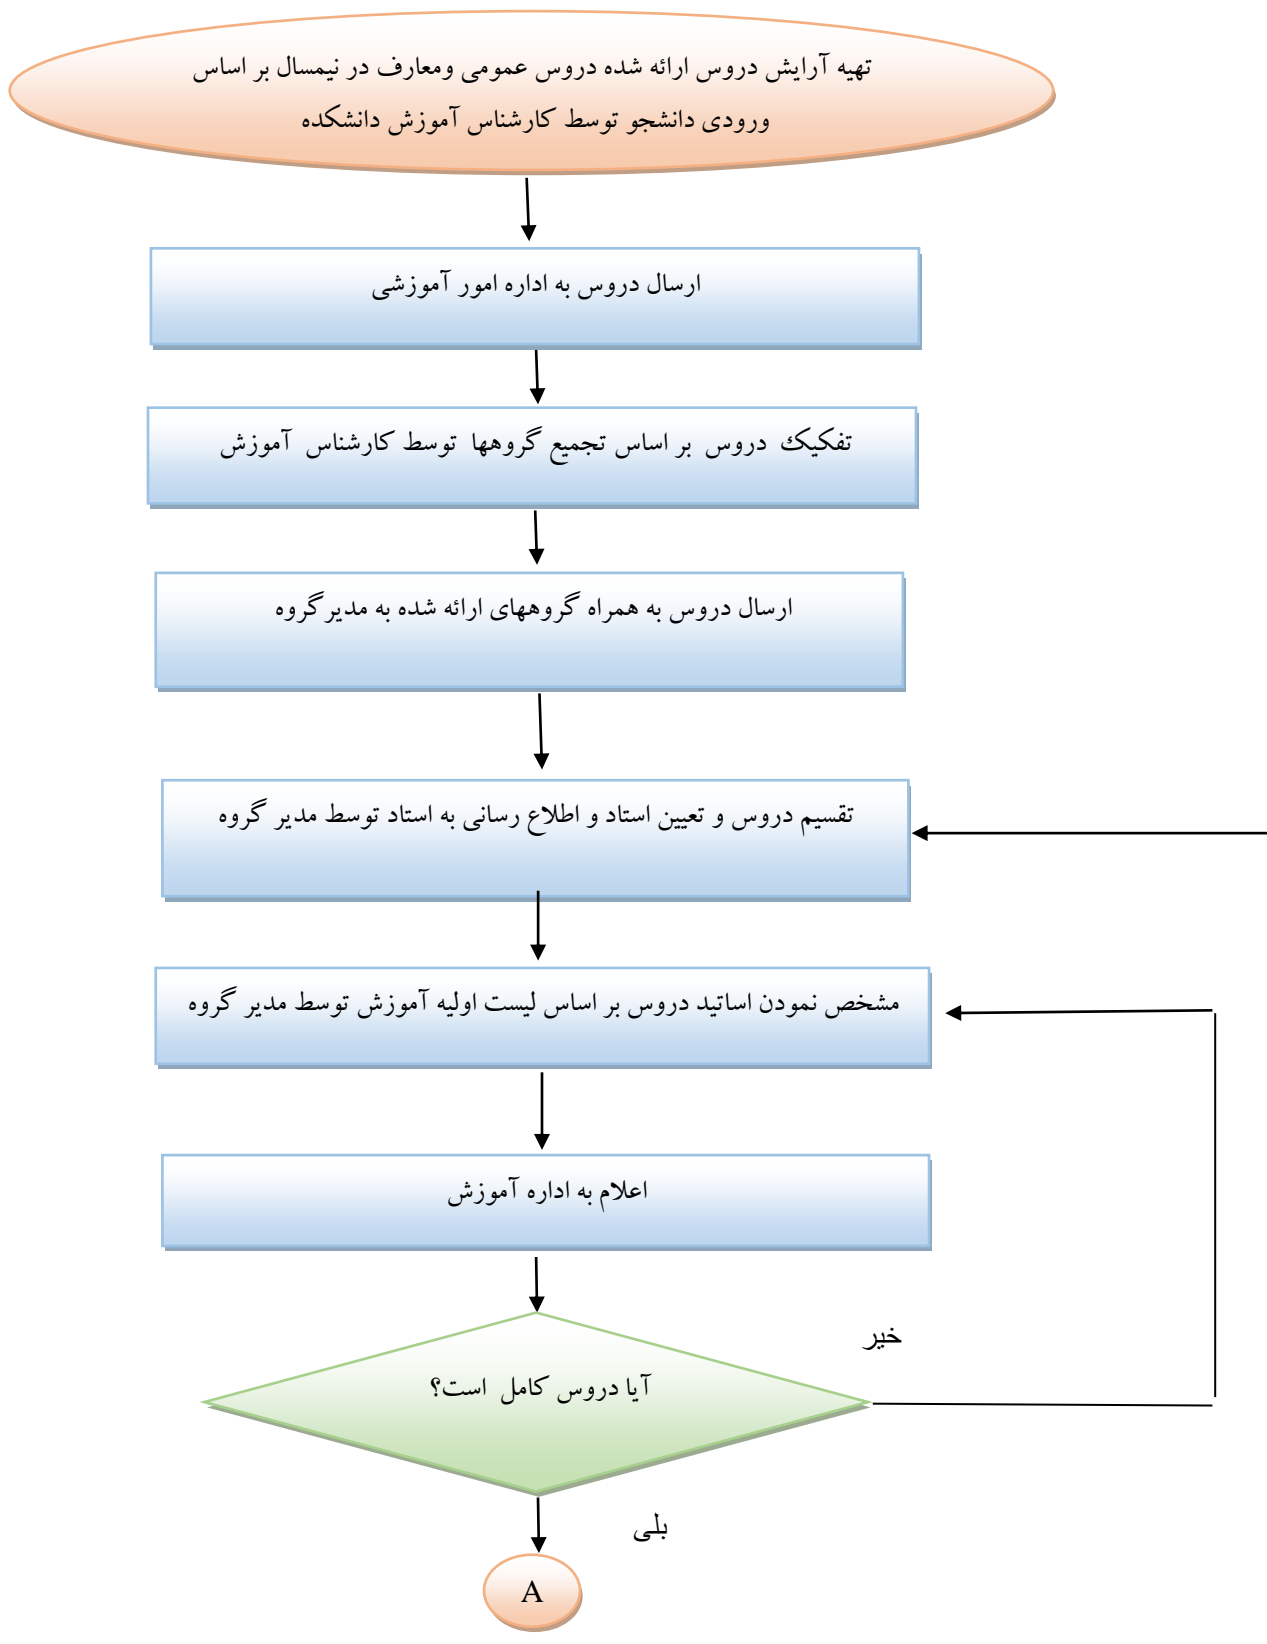 تهیه آرایش دروس ارائه شده دروس عمومی ومعارف در نیمسال بر اساس
ورودی دانشجو توسط کارشناس آموزش دانشکده
ارسال دروس به اداره امور آموزشی
تفکیک دروس بر اساس تجمیع گروهها توسط کارشناس آموزش
ارسال دروس به همراه گروههای ارائه شده به مدیرگروه
تقسیم دروس و تعیین استاد و اطلاع رسانی به استاد توسط مدیر گروه
مشخص نمودن اساتید دروس بر اساس لیست اولیه آموزش توسط مدیر گروه
اعلام به اداره آموزش
خیر
آیا دروس کامل است؟
بلی
A